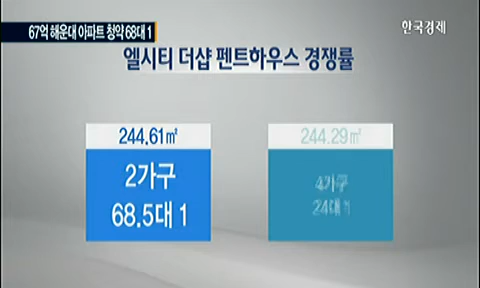 67억 해운대 아파트 청약 68대 1
한국경제
엘시티 더샵 펜트하우스 경쟁률
244.61㎡
244.29㎡
2가구
4가구
68.5대 1
24대 1